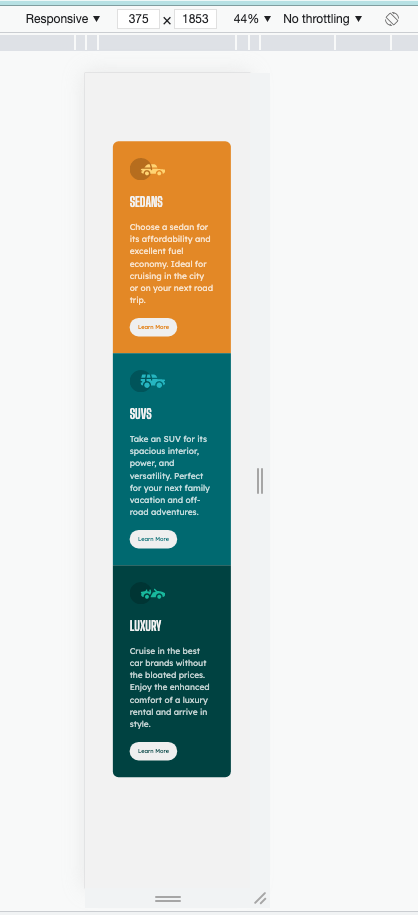 Responsive ▼ 375 × 1853 44% ▼ No throttling ▼
SEDANS
Choose a sedan for
its affordability and
excellent fuel
economy. Ideal for
cruising in the city
or on your next road
trip.
Learn More
SUVS
Take an SUV for its
spacious interior,
power, and
versatility. Perfect
for your next family
vacation and off-
road adventures.
Learn More
LUXURY
Cruise in the best
car brands without
the bloated prices.
Enjoy the enhanced
comfort of a luxury
rental and arrive in
style.
Learn More